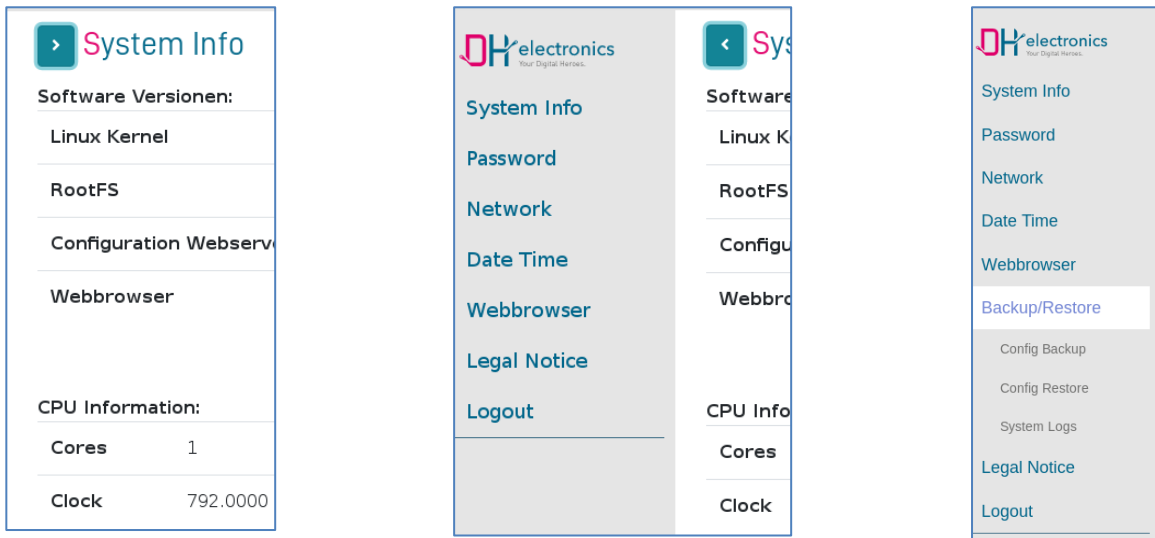 System Info
Software Versionen:
Linux Kernel
RootFS
Configuration Webserv
Webbrowser
CPU Information:
Cores 1
Clock 792.0000
DH electronics
Your Digital Heroes.
System Info
Password
Network
Date Time
Webbrowser
Legal Notice
Logout
Sys
Software
Linux K
RootFS
Configu
Webbro
CPU Info
Cores
Clock
DH electronics
Your Digital Heroes.
System Info
Password
Network
Date Time
Webbrowser
Backup/Restore
Config Backup
Config Restore
System Logs
Legal Notice
Logout